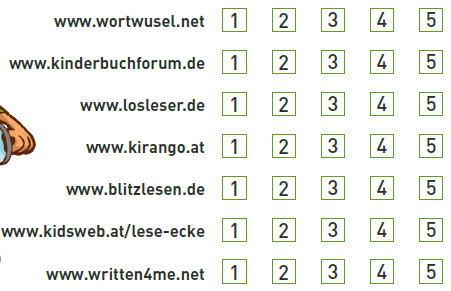 www.wortwusel.net 1 2 3 4 5
www.kinderbuchforum.de 1 2 3 4 5
www.losleser.de 1 2 3 4 5
www.kirango.at 1 2 3 4 5
www.blitzlesen.de 1 2 3 4 5
www.kidsweb.at/lese-ecke 1 2 3 4 5
www.written4me.net 1 2 3 4 5